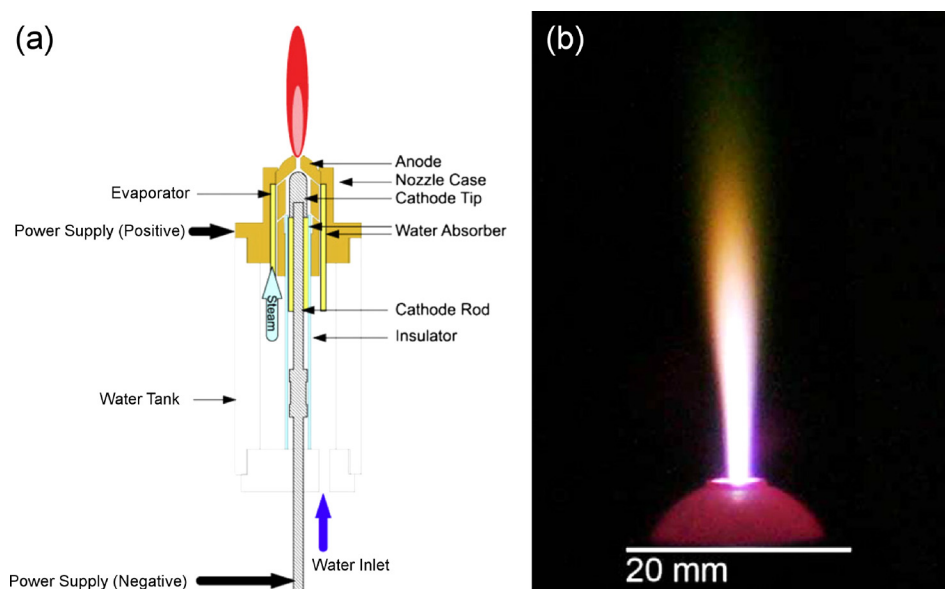 (a)
Anode
Nozzle Case
Evaporator
Cathode Tip
Power Supply (Positive)
Water Absorber
Steam
Cathode Rod
Insulator
Water Tank
Water Inlet
Power Supply (Negative)
(b)
20 mm